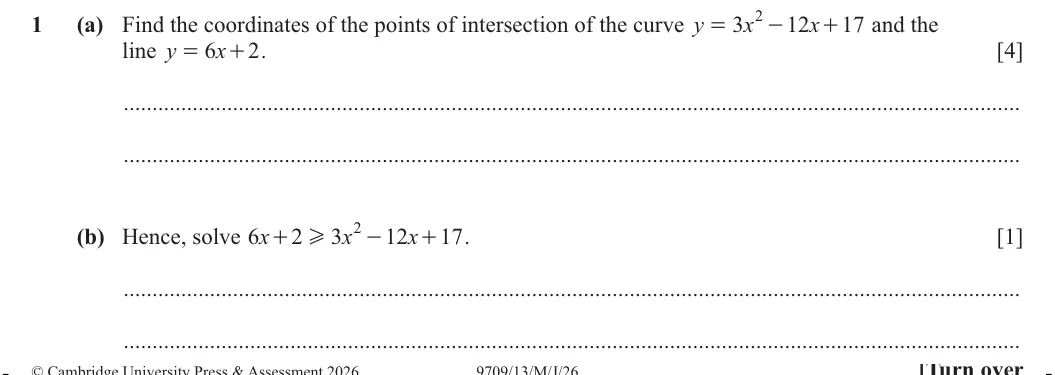 1 (a) Find the coordinates of the points of intersection of the curve y = 3x² − 12x + 17 and the
line y = 6x + 2. [4]
(b) Hence, solve 6x + 2 ⩾ 3x² − 12x + 17. [1]
© Cambridge University Press & Assessment 2026 9709/13/M/J/26 [Turn over